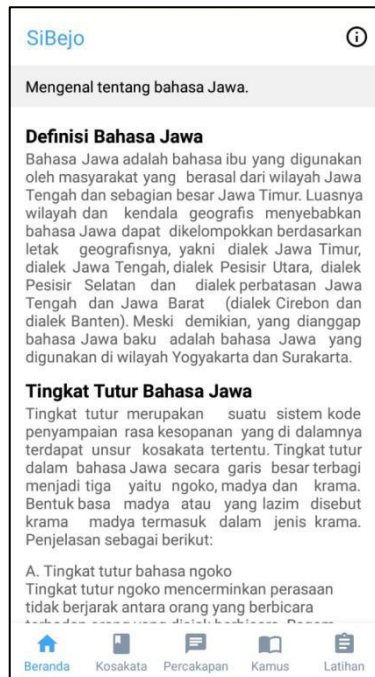 SiBejo
Mengenal tentang bahasa Jawa.
Definisi Bahasa Jawa
Bahasa Jawa adalah bahasa ibu yang digunakan
oleh masyarakat yang berasal dari wilayah Jawa
Tengah dan sebagian besar Jawa Timur. Luasnya
wilayah dan kendala geografis menyebabkan
bahasa Jawa dapat dikelompokkan berdasarkan
letak geografisnya, yakni dialek Jawa Timur,
dialek Jawa Tengah, dialek Pesisir Utara, dialek
Pesisir Selatan dan dialek perbatasan Jawa
Tengah dan Jawa Barat (dialek Cirebon dan
dialek Banten). Meski demikian, yang dianggap
bahasa Jawa baku adalah bahasa Jawa yang
digunakan di wilayah Yogyakarta dan Surakarta.
Tingkat Tutur Bahasa Jawa
Tingkat tutur merupakan suatu sistem kode
penyampaian rasa kesopanan yang di dalamnya
terdapat unsur kosakata tertentu. Tingkat tutur
dalam bahasa Jawa secara garis besar terbagi
menjadi tiga yaitu ngoko, madya dan krama.
Bentuk basa madya atau yang lazim disebut
krama madya termasuk dalam jenis krama.
Penjelasan sebagai berikut:
A. Tingkat tutur bahasa ngoko
Tingkat tutur ngoko mencerminkan perasaan
tidak berjarak antara orang yang berbicara
Beranda Kosakata Percakapan Kamus Latihan